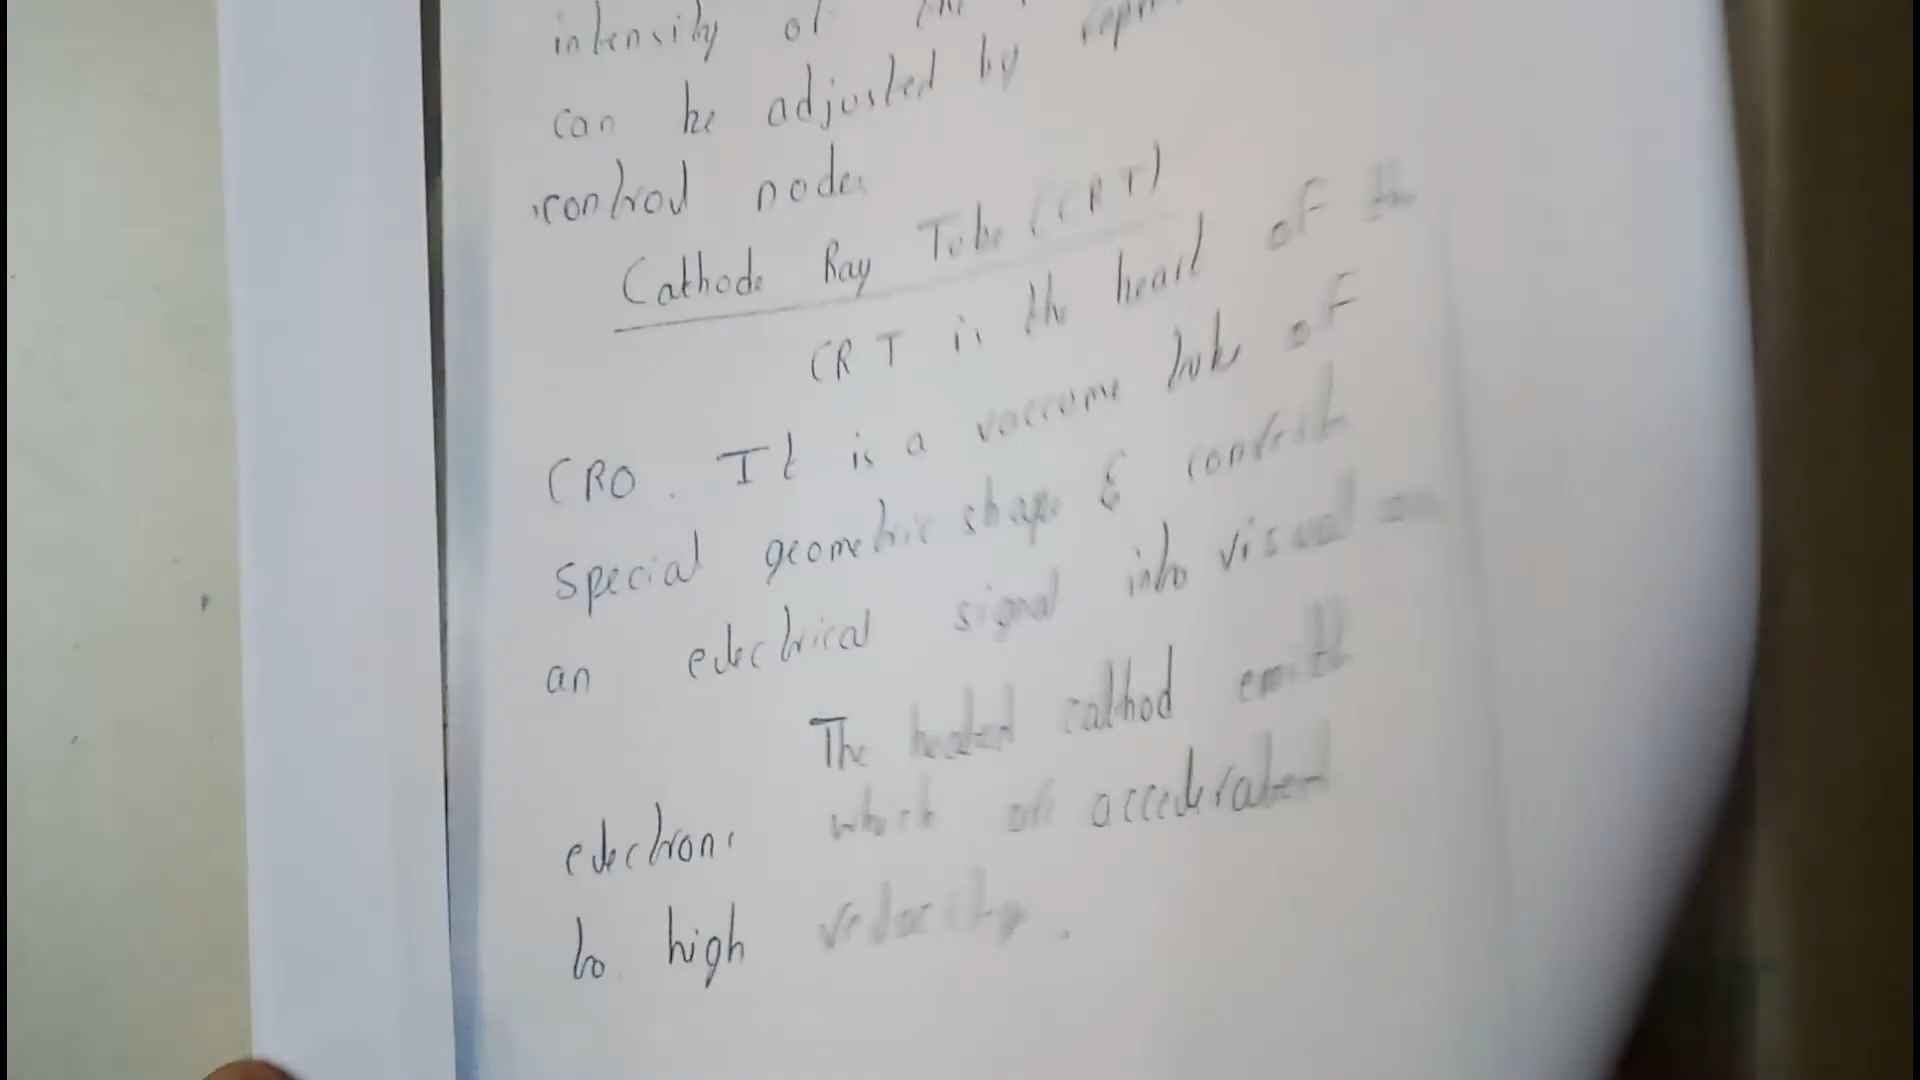 intensity of
can be adjusted by
control node.
Cathode Ray Tube (CRT)
CRT is the heart of th
CRO. It is a vaccume tube of
special geometric shape & convert
an electrical signal into visual
The heated cathod emitt
electrons which are accelerated
to high velocity.